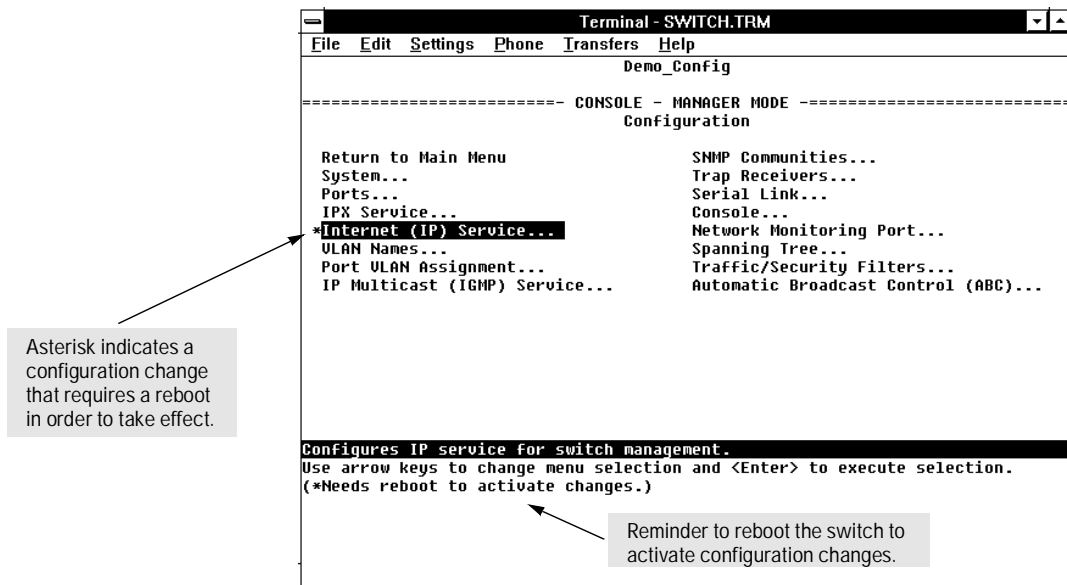 Terminal - SWITCH.TRM
File Edit Settings Phone Transfers Help
Demo_Config
==========================- CONSOLE - MANAGER MODE -===========================
Configuration
Return to Main Menu SNMP Communities...
System... Trap Receivers...
Ports... Serial Link...
IPX Service... Console...
*Internet (IP) Service... Network Monitoring Port...
VLAN Names... Spanning Tree...
Port VLAN Assignment... Traffic/Security Filters...
IP Multicast (IGMP) Service... Automatic Broadcast Control (ABC)...
Asterisk indicates a
configuration change
that requires a reboot
in order to take effect.
Configures IP service for switch management.
Use arrow keys to change menu selection and <Enter> to execute selection.
(*Needs reboot to activate changes.)
Reminder to reboot the switch to
activate configuration changes.